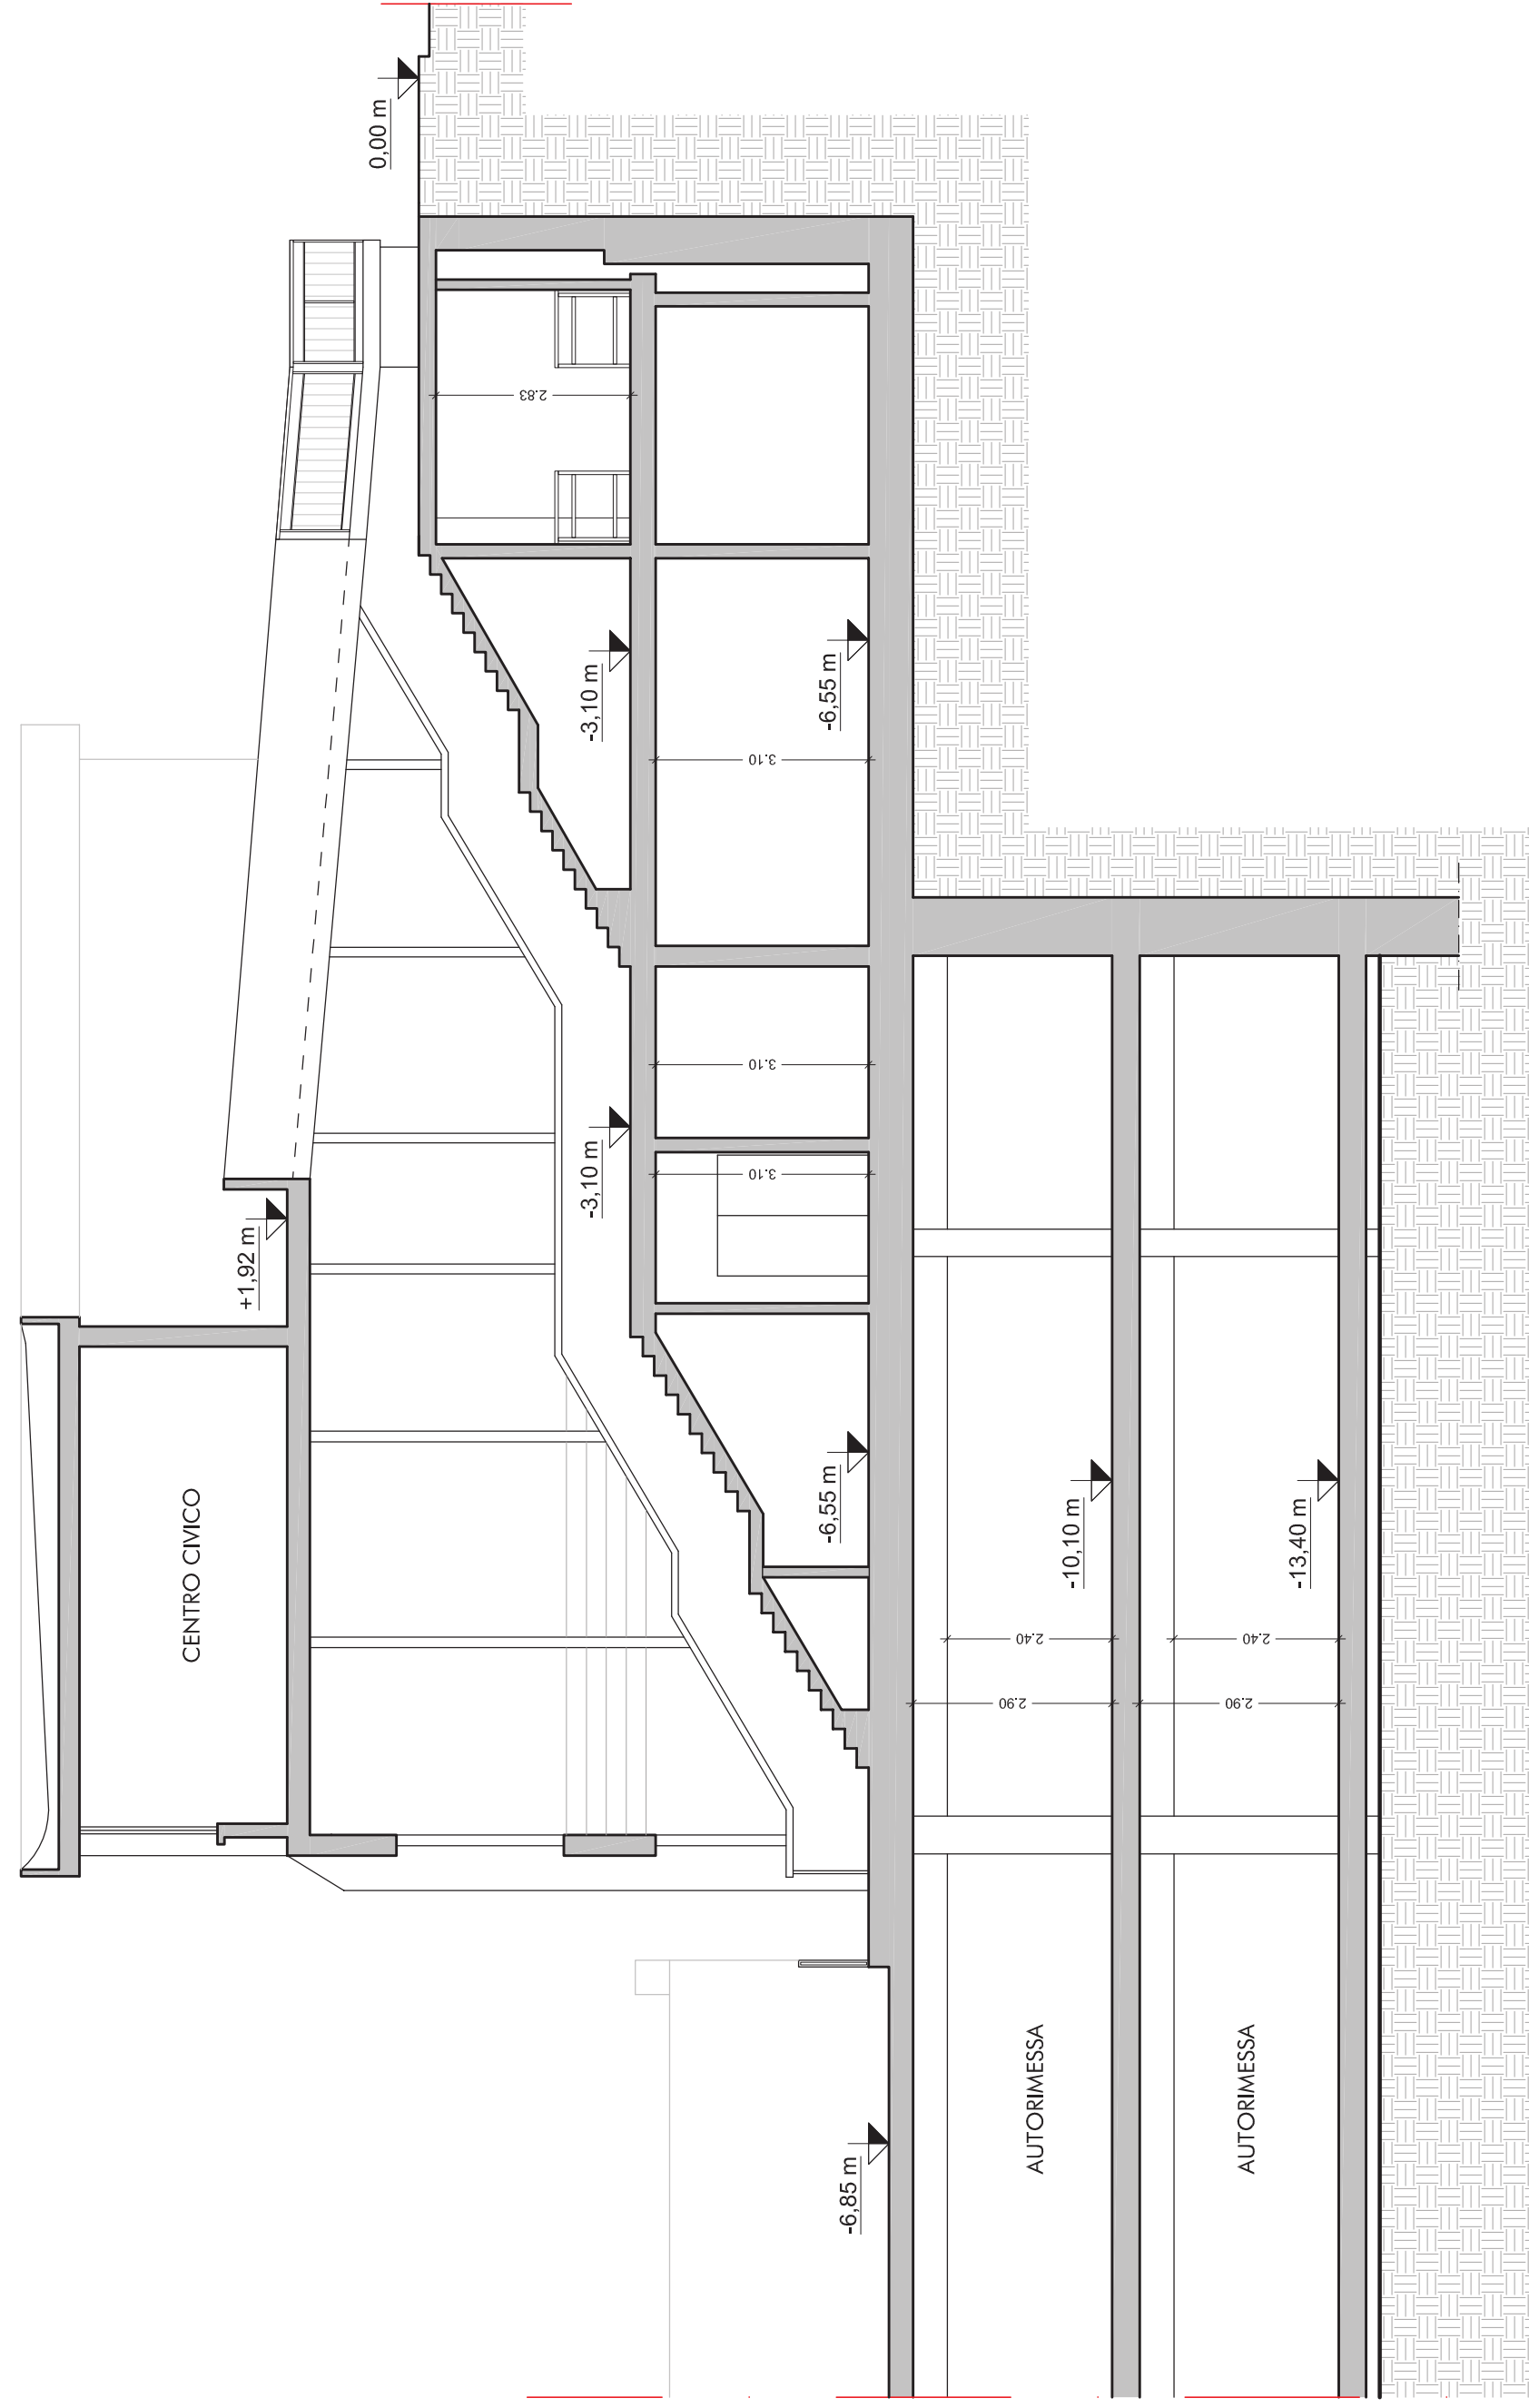 CENTRO CIVICO
+1,92 m
0,00 m
2.83
-3,10 m
-3,10 m
3.10
3.10
3.10
-6,55 m
-6,55 m
-6,85 m
2.90
2.40
-10,10 m
AUTORIMESSA
2.90
2.40
-13,40 m
AUTORIMESSA